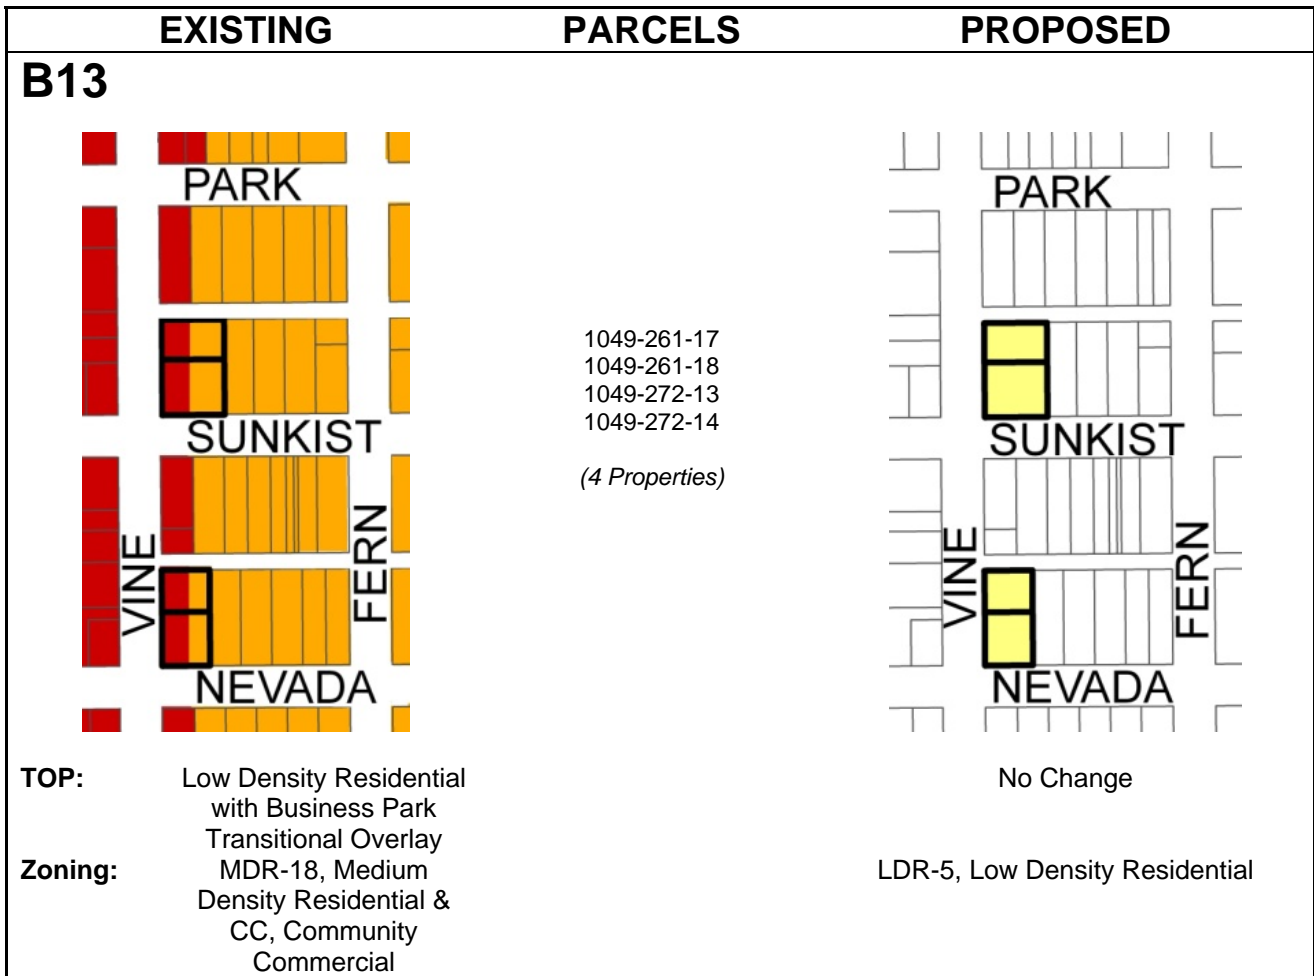 EXISTING PARCELS PROPOSED
B13
PARK
SUNKIST
VINE
FERN
NEVADA
1049-261-17
1049-261-18
1049-272-13
1049-272-14
(4 Properties)
PARK
SUNKIST
VINE
FERN
NEVADA
TOP: Low Density Residential No Change
with Business Park
Transitional Overlay
Zoning: MDR-18, Medium LDR-5, Low Density Residential
Density Residential &
CC, Community
Commercial